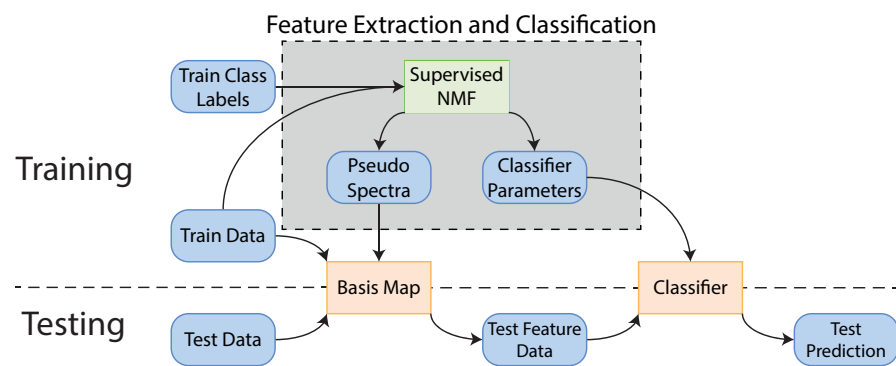 Feature Extraction and Classification
Train Class
Labels
Supervised
NMF
Training
Pseudo
Spectra
Classifier
Parameters
Train Data
Basis Map
Classifier
Testing
Test Data
Test Feature
Data
Test
Prediction